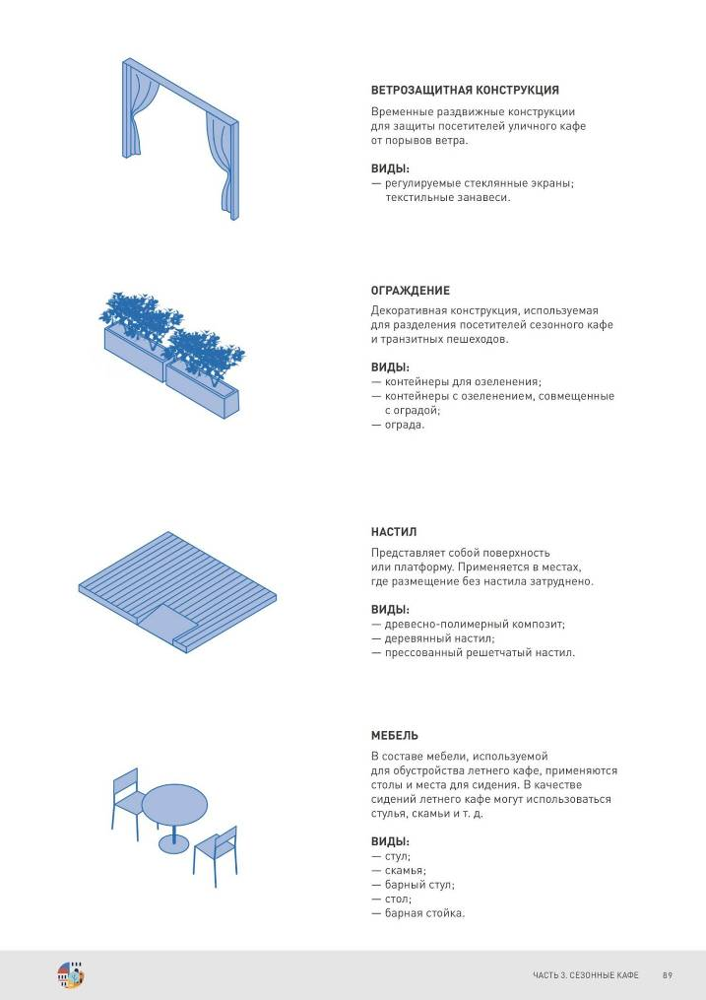 ВЕТРОЗАЩИТНАЯ КОНСТРУКЦИЯ
Временные раздвижные конструкции
для защиты посетителей уличного кафе
от порывов ветра.
ВИДЫ:
— регулируемые стеклянные экраны;
текстильные занавеси.
ОГРАЖДЕНИЕ
Декоративная конструкция, используемая
для разделения посетителей сезонного кафе
и транзитных пешеходов.
ВИДЫ:
— контейнеры для озеленения;
— контейнеры с озеленением, совмещенные
с оградой;
— ограда.
НАСТИЛ
Представляет собой поверхность
или платформу. Применяется в местах,
где размещение без настила затруднено.
ВИДЫ:
— древесно-полимерный композит;
— деревянный настил;
— прессованный решетчатый настил.
МЕБЕЛЬ
В составе мебели, используемой
для обустройства летнего кафе, применяются
столы и места для сидения. В качестве
сидений летнего кафе могут использоваться
стулья, скамьи и т. д.
ВИДЫ:
— стул;
— скамья;
— барный стул;
— стол;
— барная стойка.
ЧАСТЬ 3. СЕЗОННЫЕ КАФЕ 89